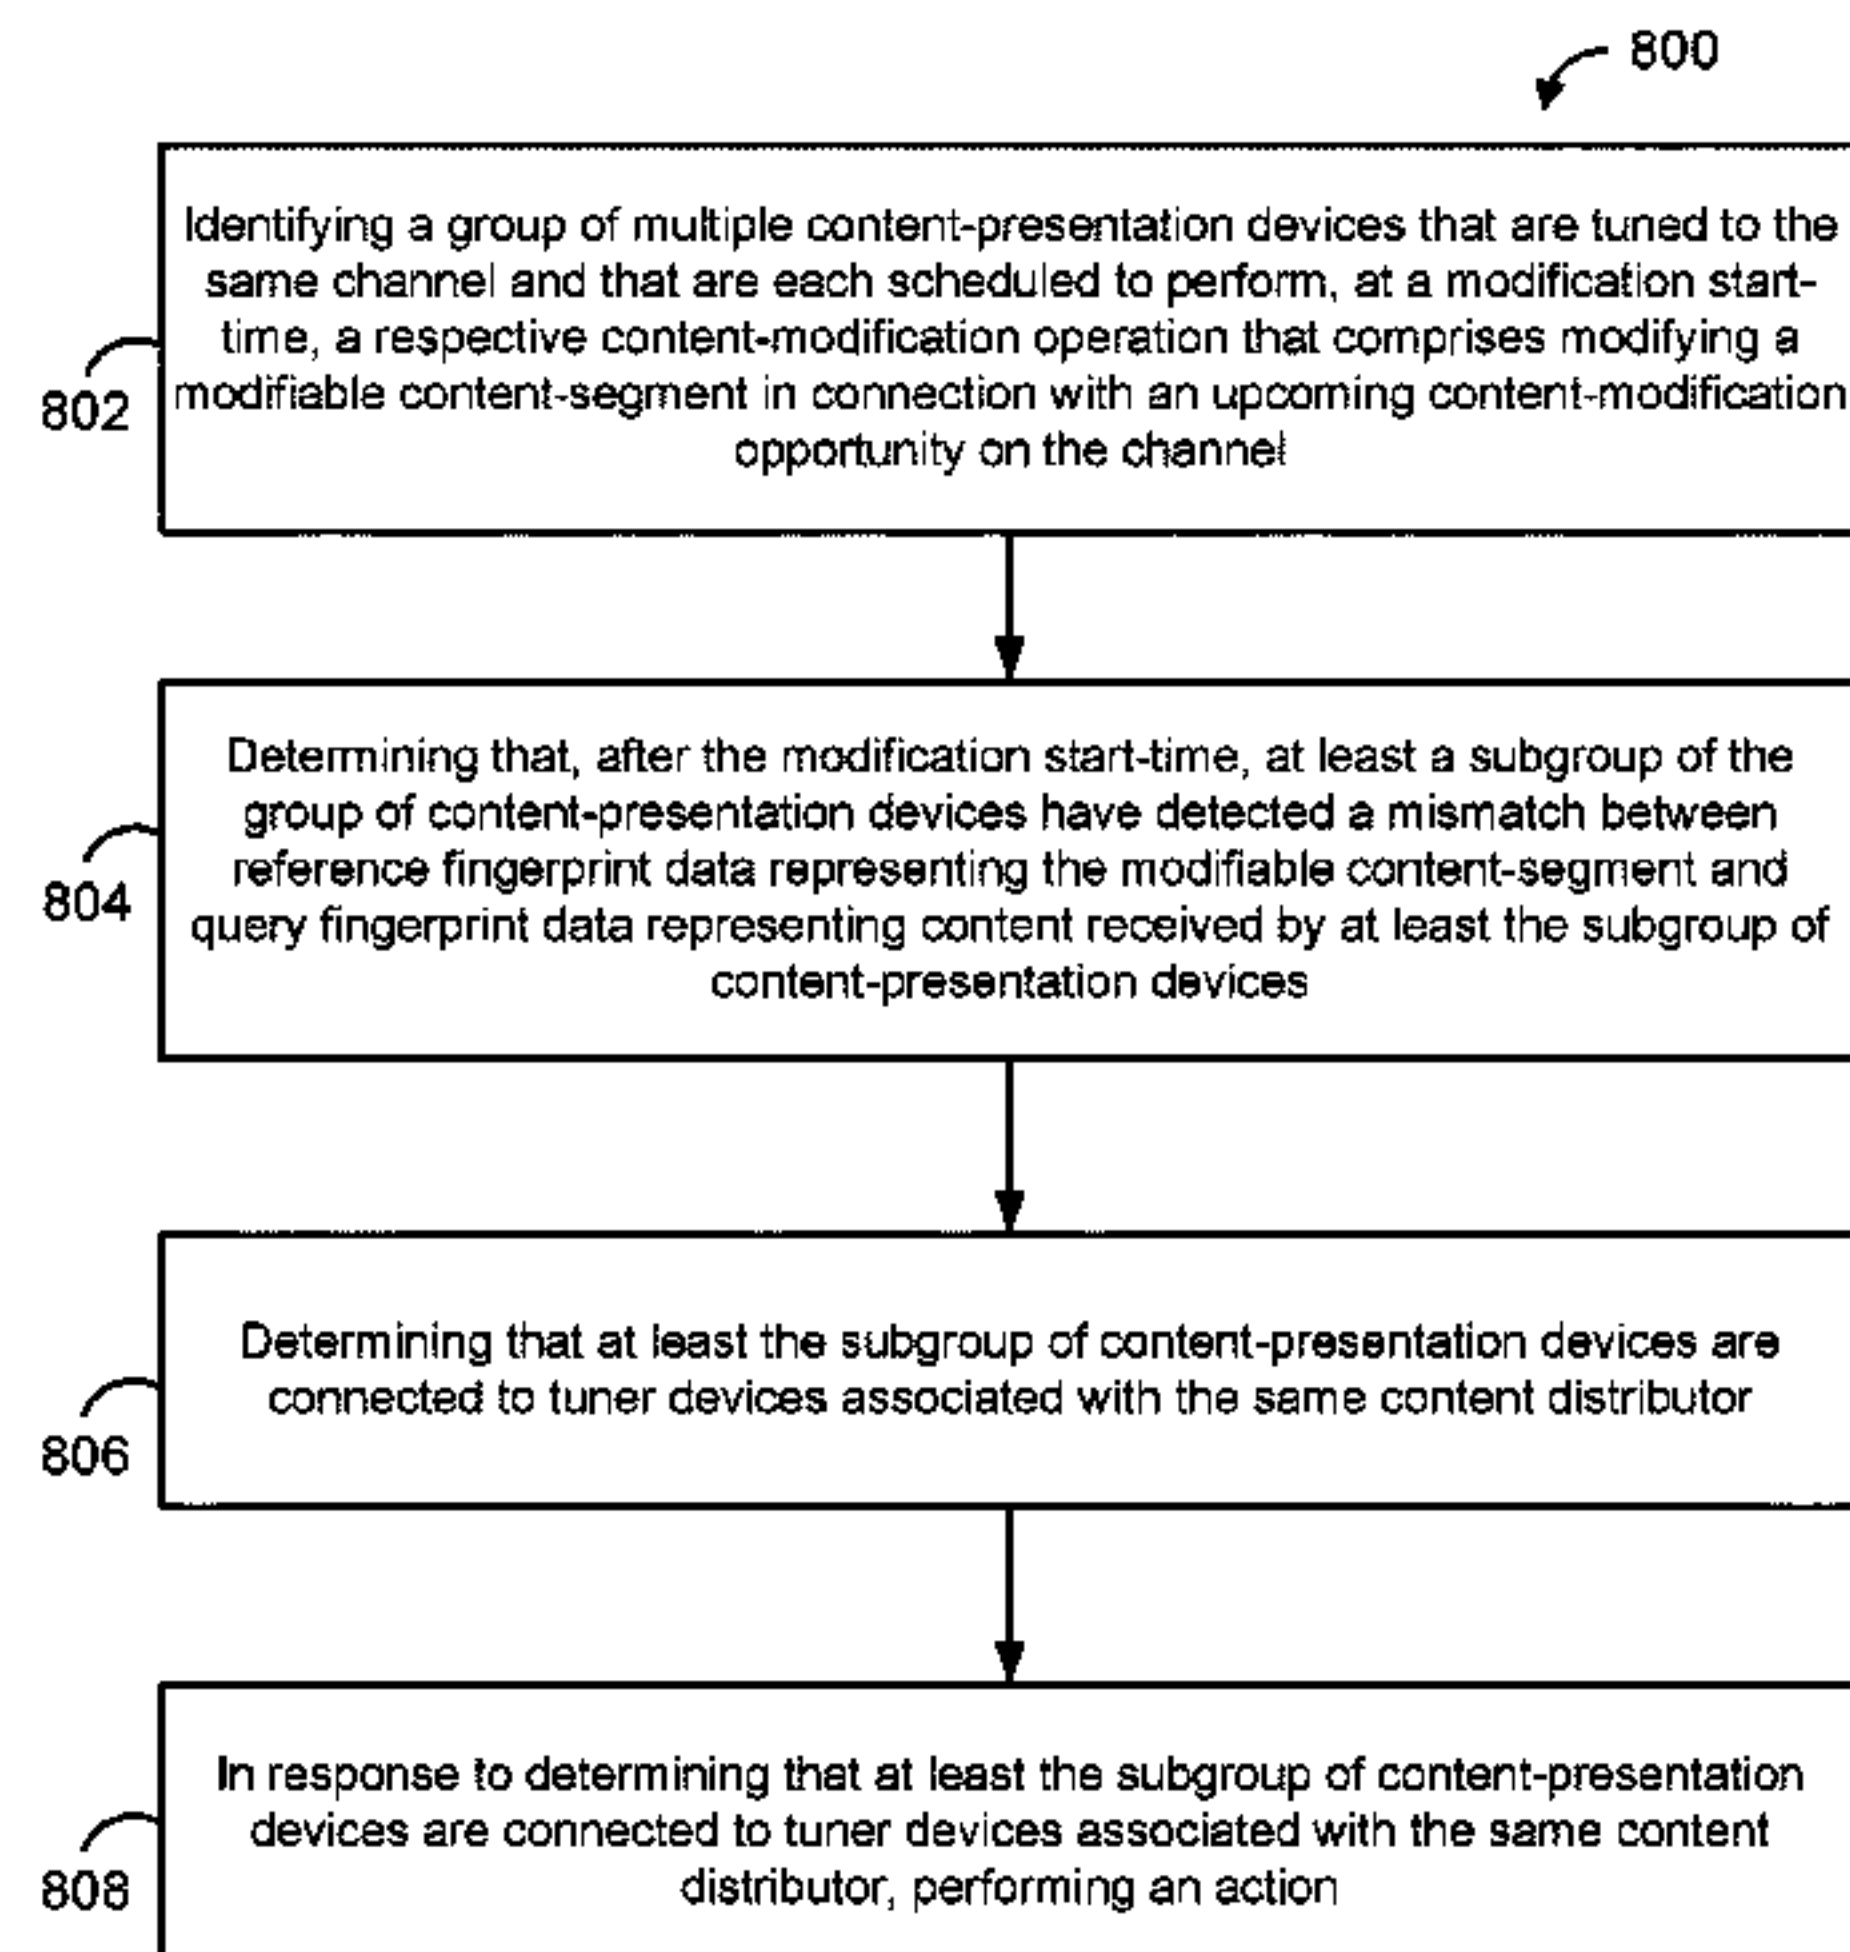 800
Identifying a group of multiple content-presentation devices that are tuned to the
same channel and that are each scheduled to perform, at a modification start-
time, a respective content-modification operation that comprises modifying a
modifiable content-segment in connection with an upcoming content-modification
opportunity on the channel
802
Determining that, after the modification start-time, at least a subgroup of the
group of content-presentation devices have detected a mismatch between
reference fingerprint data representing the modifiable content-segment and
query fingerprint data representing content received by at least the subgroup of
content-presentation devices
804
Determining that at least the subgroup of content-presentation devices are
connected to tuner devices associated with the same content distributor
806
In response to determining that at least the subgroup of content-presentation
devices are connected to tuner devices associated with the same content
distributor, performing an action
808